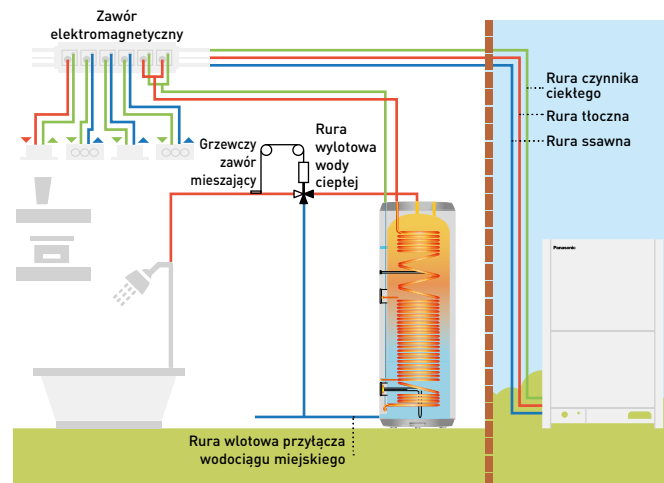 Zawór
elektromagnetyczny
Rura czynnika
ciekłego
Rura tłoczna
Rura ssawna
Grzewczy
zawór
mieszający
Rura
wylotowa
wody
ciepłej
Panasonic
Rura wlotowa przyłącza
wodociągu miejskiego